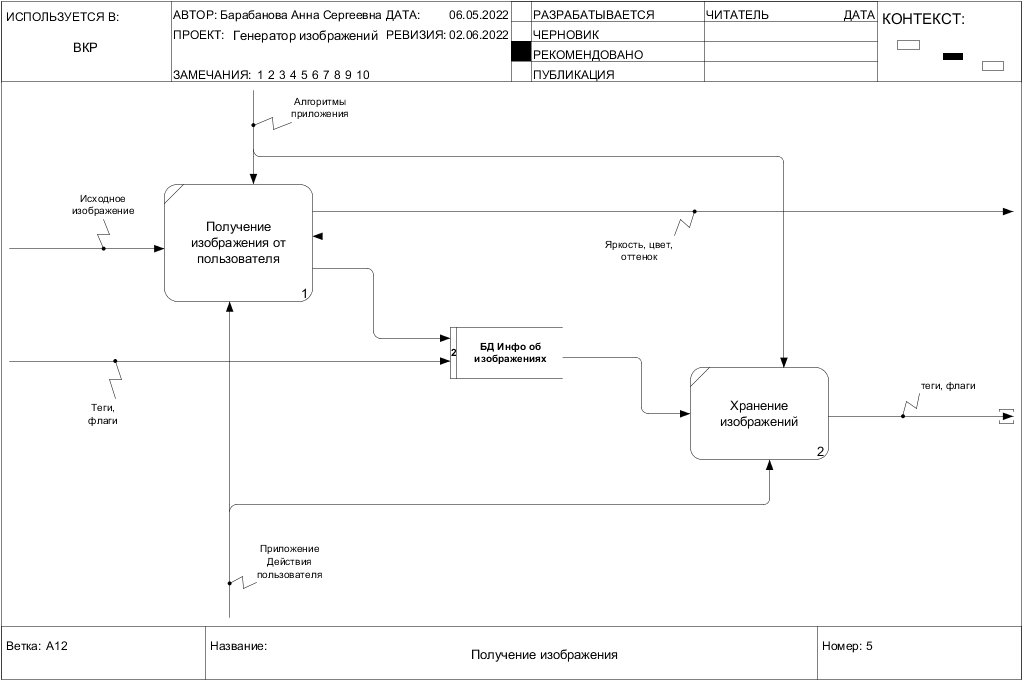 ИСПОЛЬЗУЕТСЯ В:
ВКР
АВТОР: Барабанова Анна Сергеевна ДАТА: 06.05.2022
ПРОЕКТ: Генератор изображений РЕВИЗИЯ: 02.06.2022
ЗАМЕЧАНИЯ: 1 2 3 4 5 6 7 8 9 10
РАЗРАБАТЫВАЕТСЯ
ЧЕРНОВИК
РЕКОМЕНДОВАНО
ПУБЛИКАЦИЯ
ЧИТАТЕЛЬ ДАТА
КОНТЕКСТ:
Алгоритмы
приложения
Исходное
изображение
Получение
изображения от
пользователя
1
Яркость, цвет,
оттенок
2
БД Инфо об
изображениях
Теги,
флаги
Хранение
изображений
2
теги, флаги
Приложение
Действия
пользователя
Ветка: A12
Название:
Получение изображения
Номер: 5